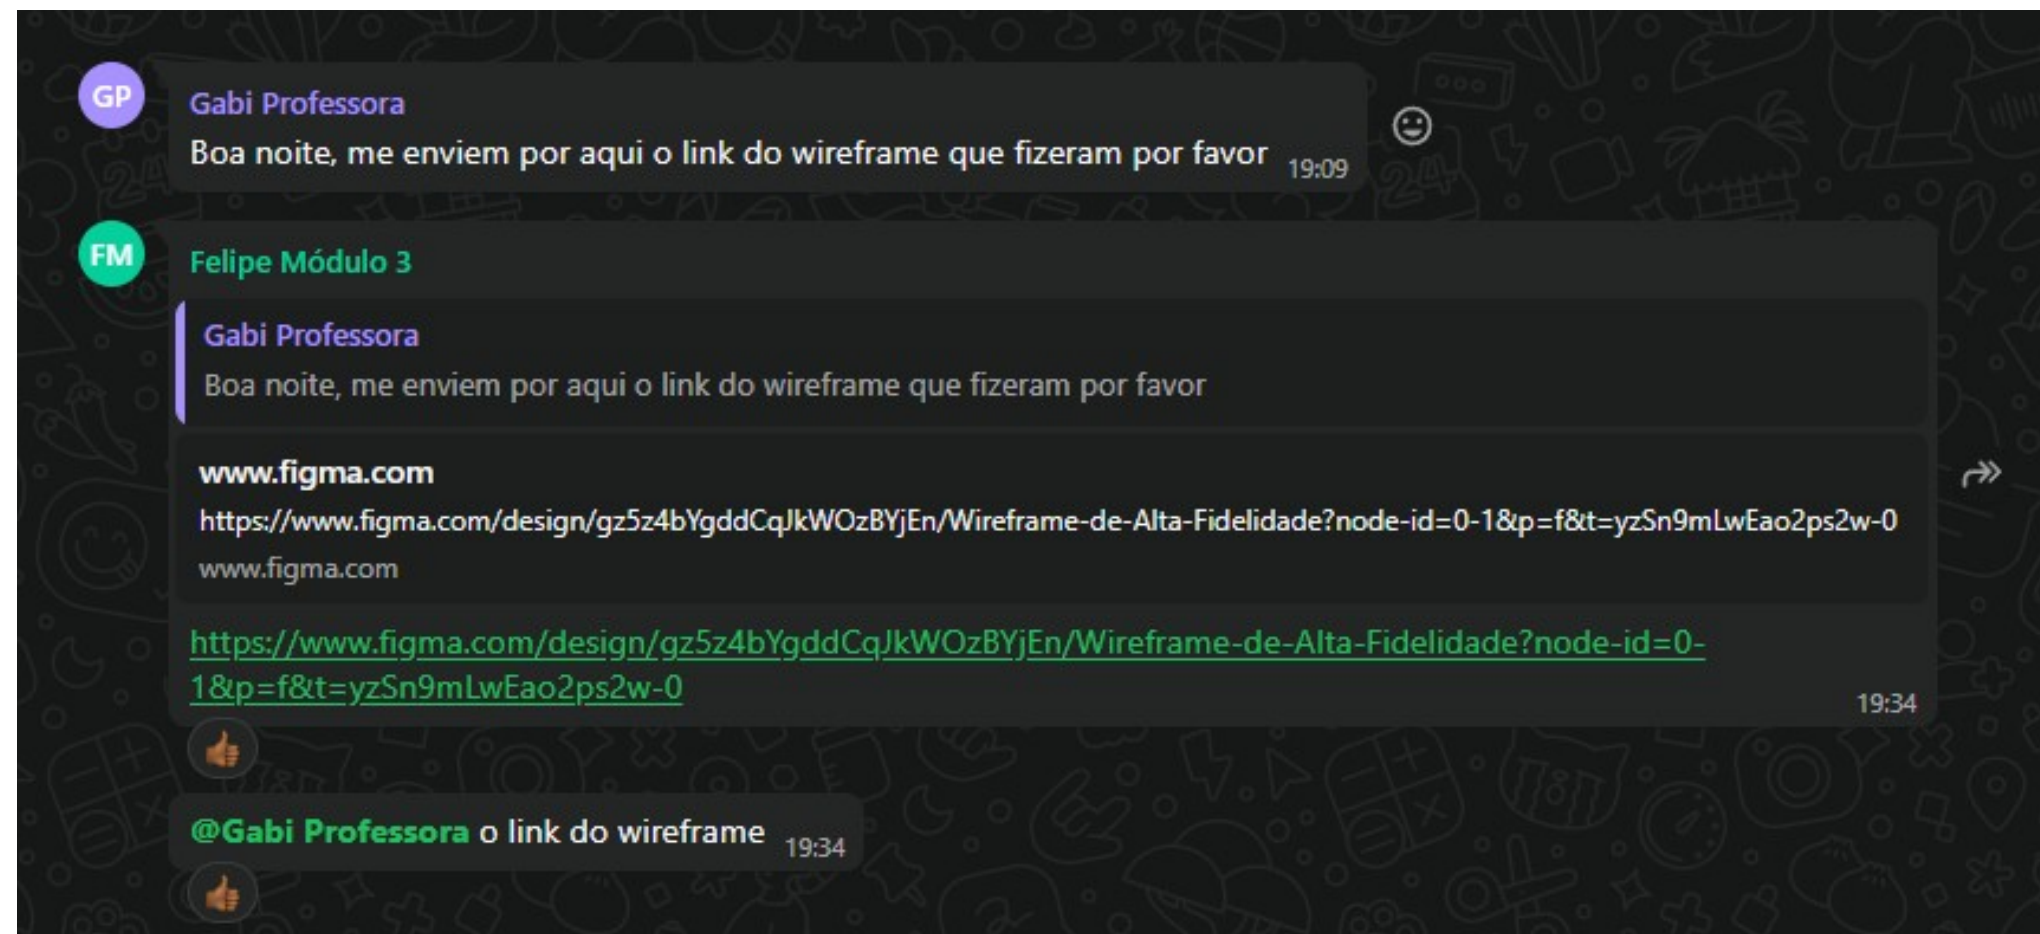 GP
Gabi Professora
Boa noite, me enviem por aqui o link do wireframe que fizeram por favor
19:09
FM
Felipe Módulo 3
Gabi Professora
Boa noite, me enviem por aqui o link do wireframe que fizeram por favor
www.figma.com
https://www.figma.com/design/gz5z4bYgddCqJkWOzBYjEn/Wireframe-de-Alta-Fidelidade?node-id=0-1&p=f&t=yzSn9mLwEao2ps2w-0
www.figma.com
https://www.figma.com/design/gz5z4bYgddCqJkWOzBYjEn/Wireframe-de-Alta-Fidelidade?node-id=0-
1&p=f&t=yzSn9mLwEao2ps2w-0
19:34
@Gabi Professora o link do wireframe
19:34